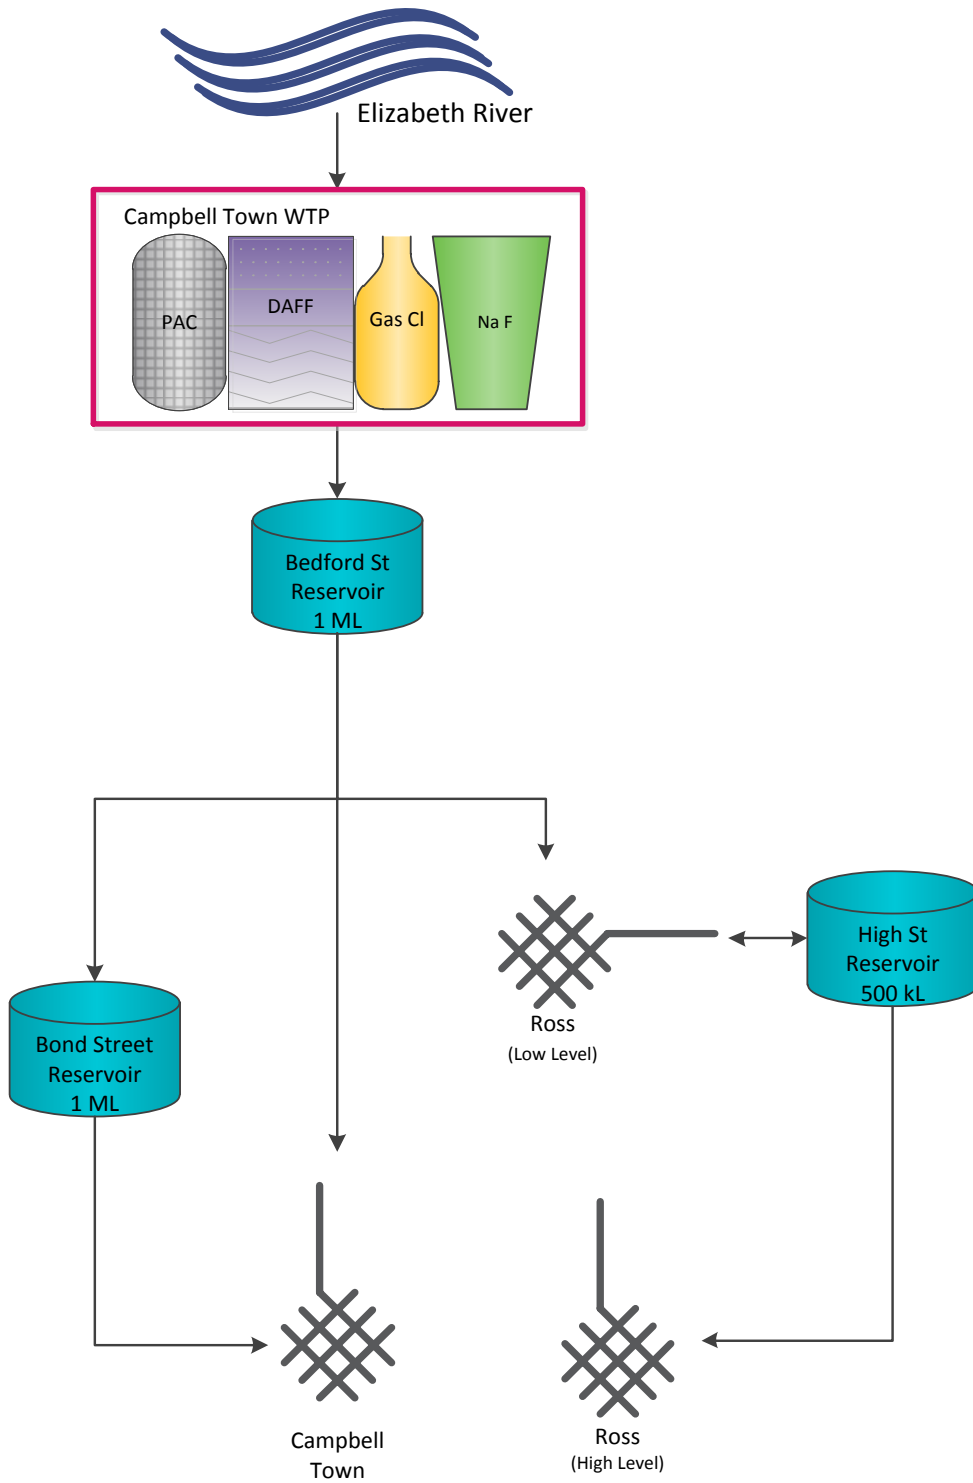 Elizabeth River
Campbell Town WTP
PAC
DAFF
Gas Cl
Na F
Bedford St
Reservoir
1 ML
High St
Reservoir
500 kL
Ross
(Low Level)
Bond Street
Reservoir
1 ML
Campbell
Town
Ross
(High Level)